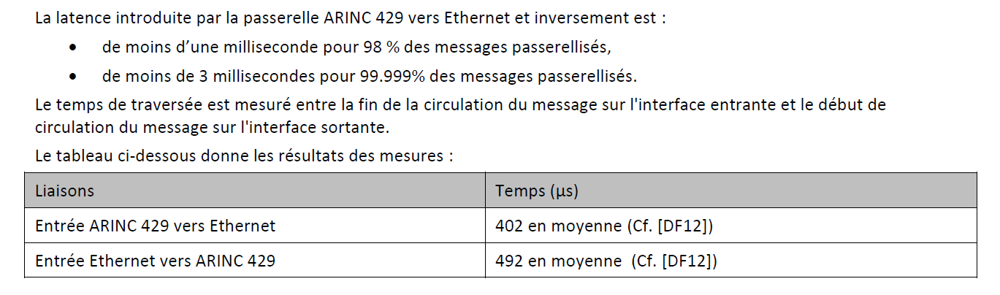 La latence introduite par la passerelle ARINC 429 vers Ethernet et inversement est :
• de moins d’une milliseconde pour 98 % des messages passerellisés,
• de moins de 3 millisecondes pour 99.999% des messages passerellisés.
Le temps de traversée est mesuré entre la fin de la circulation du message sur l'interface entrante et le début de
circulation du message sur l'interface sortante.
Le tableau ci-dessous donne les résultats des mesures :
Liaisons Temps (µs)
Entrée ARINC 429 vers Ethernet 402 en moyenne (Cf. [DF12])
Entrée Ethernet vers ARINC 429 492 en moyenne (Cf. [DF12])